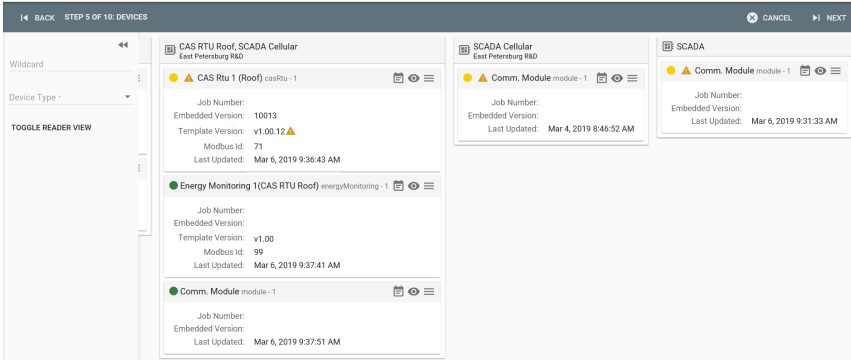 BACK STEP 5 OF 10: DEVICES
CANCEL
NEXT
Wildcard
Device Type *
TOGGLE READER VIEW
CAS RTU Roof, SCADA Cellular
East Petersburg R&D
CAS Rtu 1 (Roof) casRtu - 1
Job Number:
Embedded Version: 10013
Template Version: v1.00.12
Modbus Id: 71
Last Updated: Mar 6, 2019 9:36:43 AM
Energy Monitoring 1(CAS RTU Roof) energyMonitoring - 1
Job Number:
Embedded Version:
Template Version: v1.00
Modbus Id: 99
Last Updated: Mar 6, 2019 9:37:41 AM
Comm. Module module - 1
Job Number:
Embedded Version:
Last Updated: Mar 6, 2019 9:37:51 AM
SCADA Cellular
East Petersburg R&D
Comm. Module module - 1
Job Number:
Embedded Version:
Last Updated: Mar 4, 2019 8:46:52 AM
SCADA
Comm. Module module - 1
Job Number:
Embedded Version:
Last Updated: Mar 6, 2019 9:31:33 AM